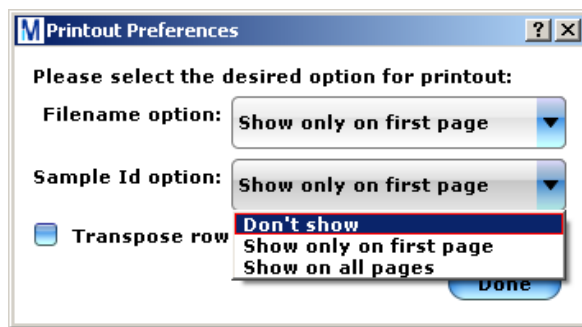 M Printout Preferences ? X
Please select the desired option for printout:
Filename option: Show only on first page
Sample Id option: Show only on first page
Don't show
Transpose row Show only on first page
Show on all pages
Done